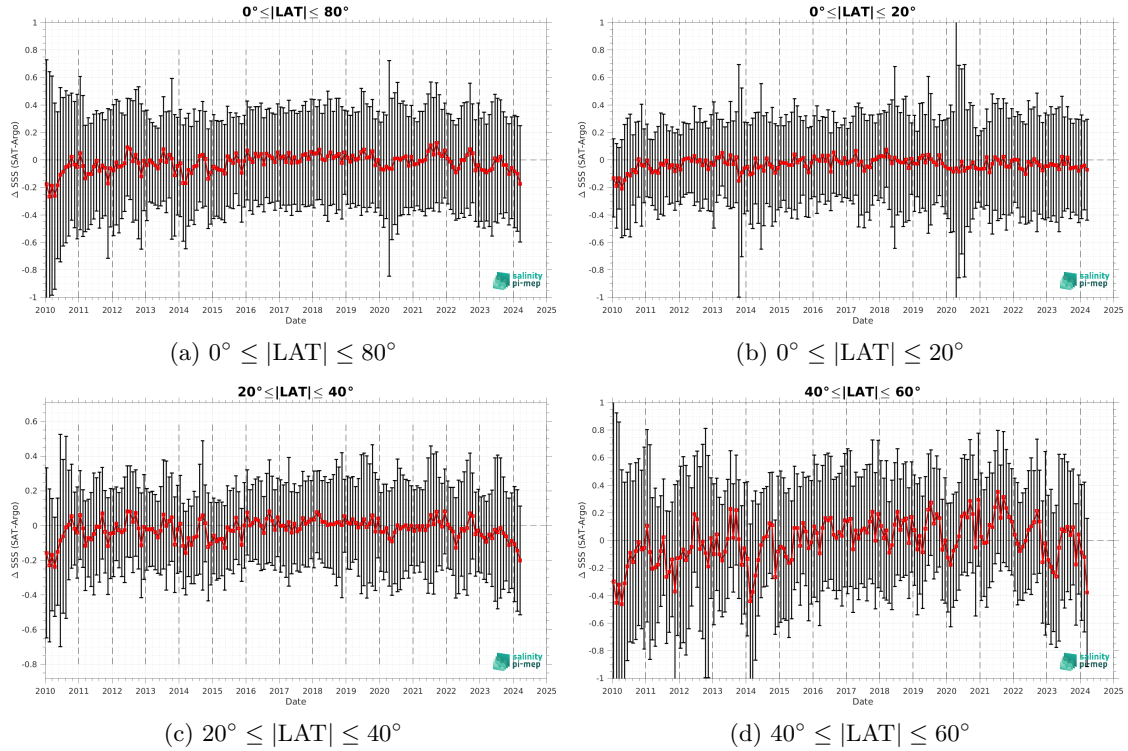 0°≤|LAT|≤ 80°
1
0.8
0.6
0.4
0.2
0
-0.2
-0.4
-0.6
-0.8
-1
Δ SSS (SAT-Argo)
2010 2011 2012 2013 2014 2015 2016 2017 2018 2019 2020 2021 2022 2023 2024 2025
Date
salinity
pi-mep
(a) 0° ≤ |LAT| ≤ 80°
0°≤|LAT|≤ 20°
1
0.8
0.6
0.4
0.2
0
-0.2
-0.4
-0.6
-0.8
-1
Δ SSS (SAT-Argo)
2010 2011 2012 2013 2014 2015 2016 2017 2018 2019 2020 2021 2022 2023 2024 2025
Date
salinity
pi-mep
(b) 0° ≤ |LAT| ≤ 20°
20°≤|LAT|≤ 40°
0.6
0.4
0.2
0
-0.2
-0.4
-0.6
-0.8
Δ SSS (SAT-Argo)
2010 2011 2012 2013 2014 2015 2016 2017 2018 2019 2020 2021 2022 2023 2024 2025
Date
salinity
pi-mep
(c) 20° ≤ |LAT| ≤ 40°
40°≤|LAT|≤ 60°
1
0.8
0.6
0.4
0.2
0
-0.2
-0.4
-0.6
-0.8
-1
Δ SSS (SAT-Argo)
2010 2011 2012 2013 2014 2015 2016 2017 2018 2019 2020 2021 2022 2023 2024 2025
Date
salinity
pi-mep
(d) 40° ≤ |LAT| ≤ 60°